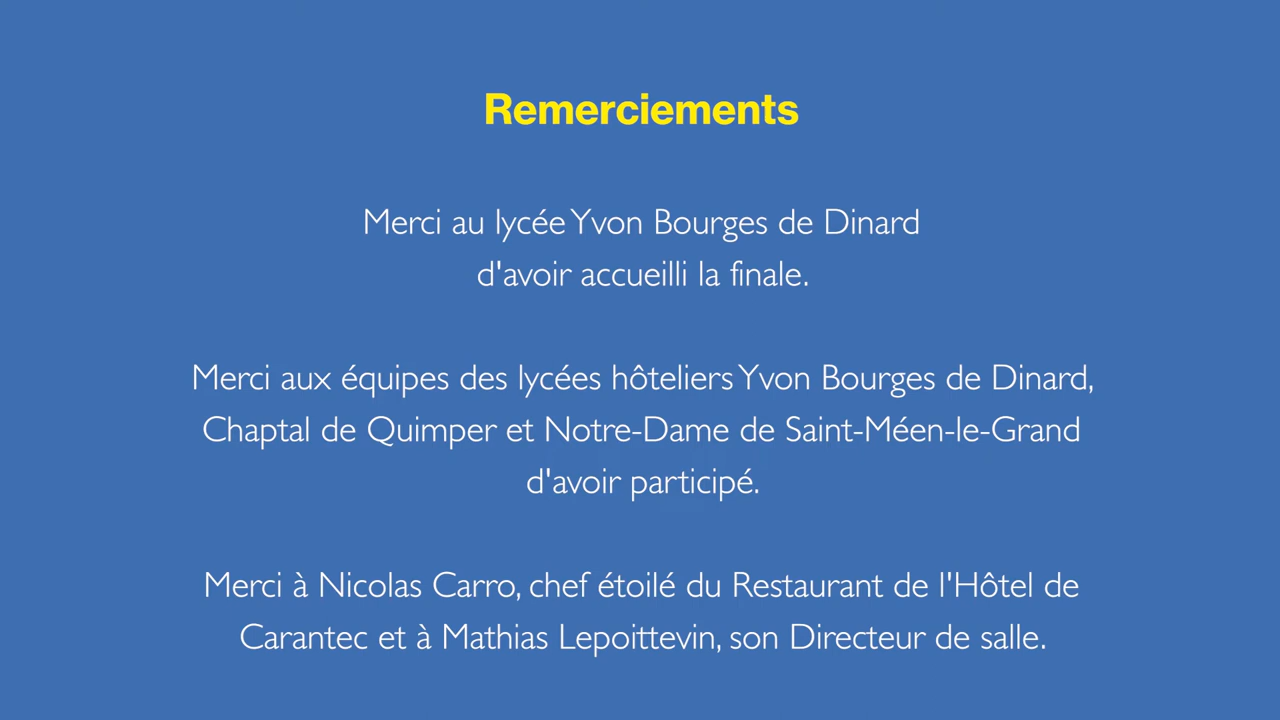 Remerciements
Merci au lycée Yvon Bourges de Dinard
d'avoir accueilli la finale.
Merci aux équipes des lycées hôteliers Yvon Bourges de Dinard,
Chaptal de Quimper et Notre-Dame de Saint-Méen-le-Grand
d'avoir participé.
Merci à Nicolas Carro, chef étoilé du Restaurant de l'Hôtel de
Carantec et à Mathias Lepoittevin, son Directeur de salle.